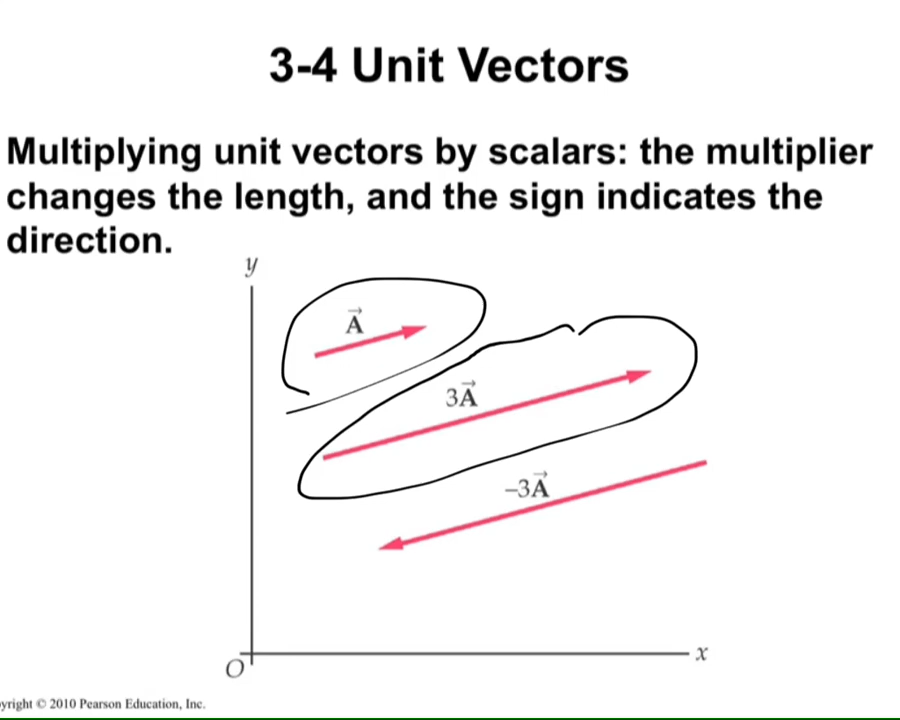 3-4 Unit Vectors
Multiplying unit vectors by scalars: the multiplier
changes the length, and the sign indicates the
direction.
y
A⃗
3A⃗
–3A⃗
x
O
yright © 2010 Pearson Education, Inc.